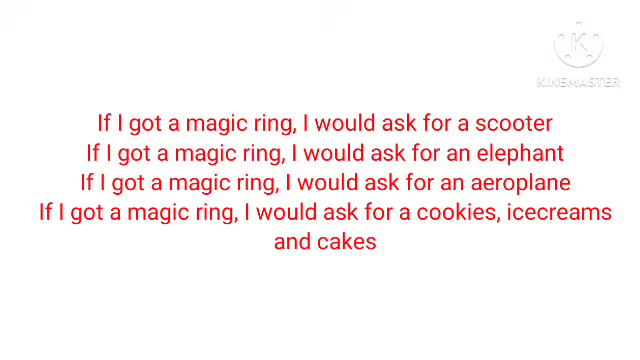 KINEMASTER
If I got a magic ring, I would ask for a scooter
If I got a magic ring, I would ask for an elephant
If I got a magic ring, I would ask for an aeroplane
If I got a magic ring, I would ask for a cookies, icecreams
and cakes